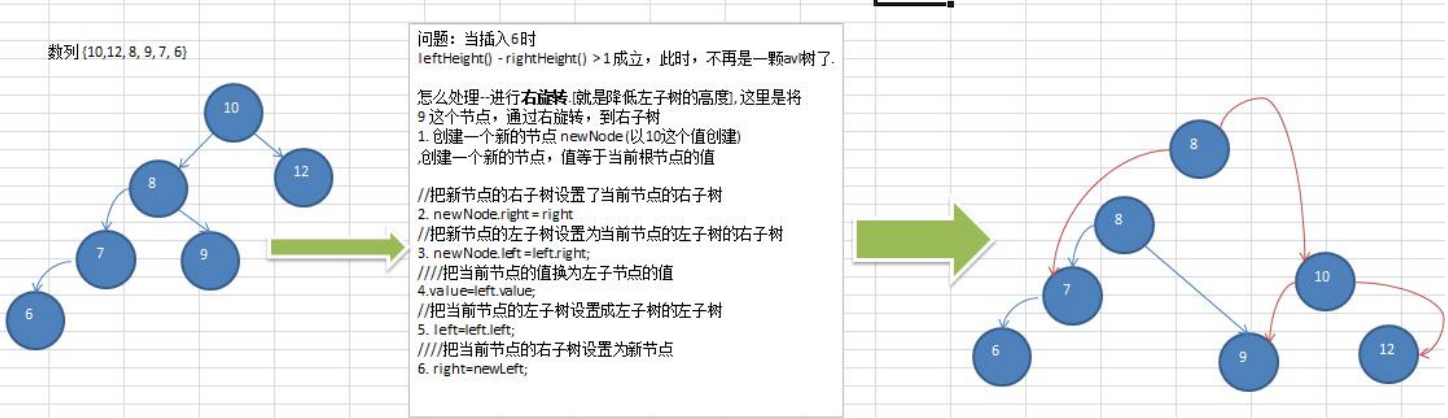 数列 {10,12, 8, 9, 7, 6}
10
8
12
7
9
6
问题：当插入6时
leftHeight() - rightHeight() > 1 成立，此时，不再是一颗avl树了.
怎么处理--进行右旋转.[就是降低左子树的高度], 这里是将
9 这个节点，通过右旋转，到右子树
1. 创建一个新的节点 newNode (以10这个值创建)
,创建一个新的节点，值等于当前根节点的值
//把新节点的右子树设置了当前节点的右子树
2. newNode.right = right
//把新节点的左子树设置为当前节点的左子树的右子树
3. newNode.left =left.right;
////把当前节点的值换为左子节点的值
4.value=left.value;
//把当前节点的左子树设置成左子树的左子树
5. left=left.left;
////把当前节点的右子树设置为新节点
6. right=newLeft;
8
8
7
10
6
9
12